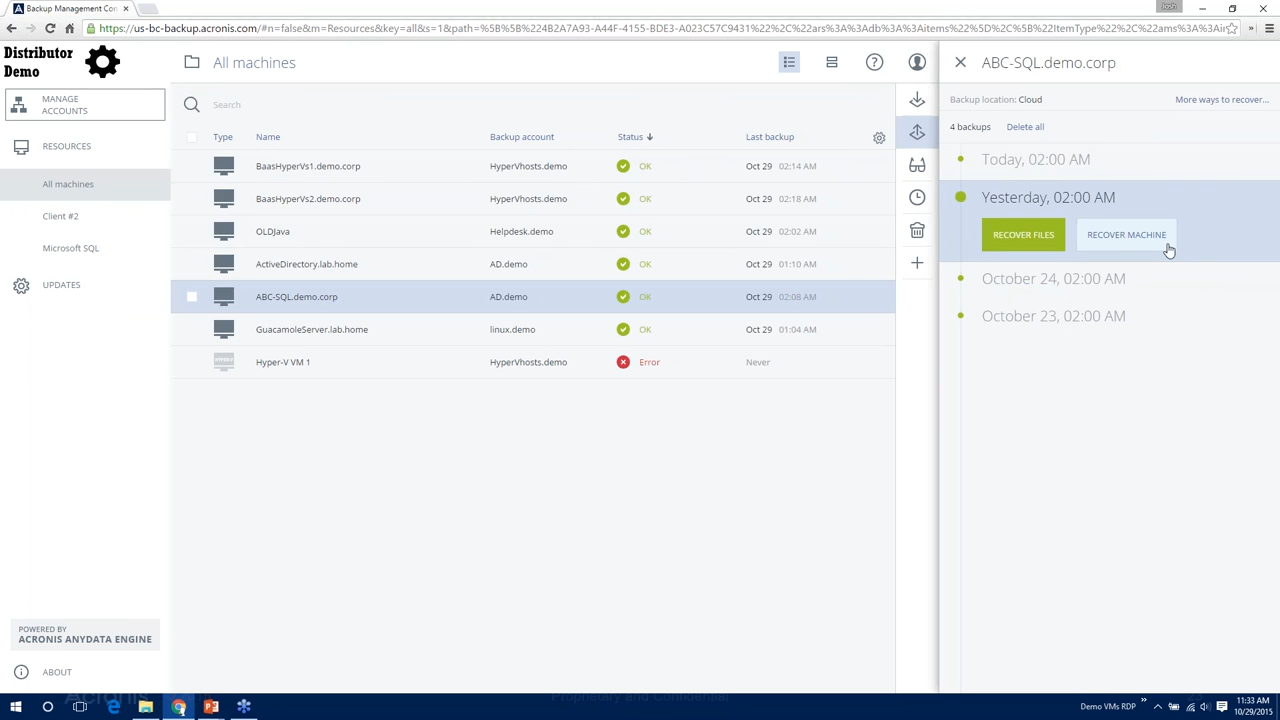 Backup Management Con
Josh
https://us-bc-backup.acronis.com/#n=false&m=Resources&key=all&s=1&path=%5B%5B%224B2A7A93-A44F-4155-BDE3-A023C57C9431%22%2C%22ars%3A%3Adb%3A%3Aitems%22%5D%2C%5B%22ItemType%22%2C%22ams%3A%3Ain
Distributor
Demo
All machines
ABC-SQL.demo.corp
MANAGE
ACCOUNTS
Search
Backup location: Cloud
More ways to recover...
4 backups
Delete all
Type
Name
Backup account
Status
Last backup
RESOURCES
Today, 02:00 AM
BaasHyperVs1.demo.corp
HyperVhosts.demo
OK
Oct 29 02:14 AM
All machines
Yesterday, 02:00 AM
BaasHyperVs2.demo.corp
HyperVhosts.demo
OK
Oct 29 02:18 AM
Client #2
RECOVER FILES
RECOVER MACHINE
OLDJava
Helpdesk.demo
OK
Oct 29 02:02 AM
Microsoft SQL
ActiveDirectory.lab.home
AD.demo
OK
Oct 29 01:10 AM
October 24, 02:00 AM
UPDATES
ABC-SQL.demo.corp
AD.demo
OK
Oct 29 02:08 AM
October 23, 02:00 AM
GuacamoleServer.lab.home
linux.demo
OK
Oct 29 01:04 AM
HYPER-V
Hyper-V VM 1
HyperVhosts.demo
Error
Never
POWERED BY
ACRONIS ANYDATA ENGINE
ABOUT
Acronis
Proprietary and Confidential
Demo VMs RDP
11:33 AM
10/29/2015